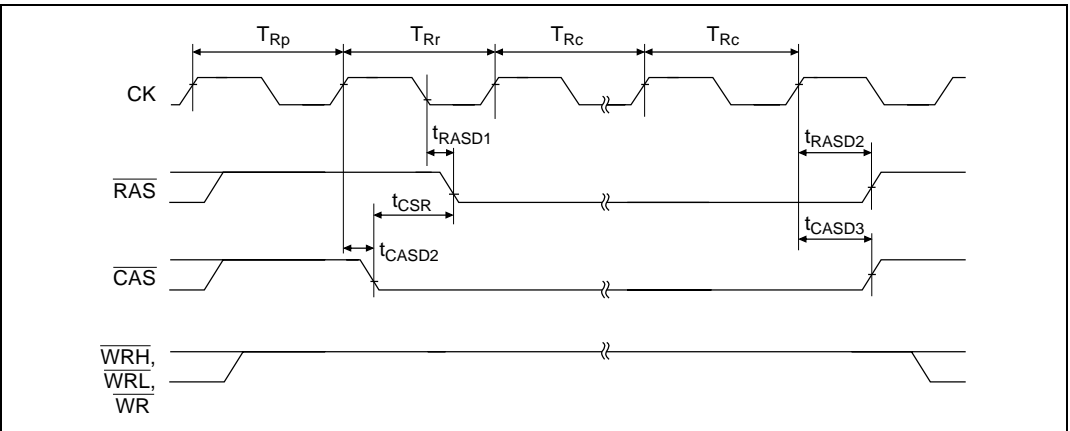 TRp TRr TRc TRc
CK
tRASD1 tRASD2
RAS
tCSR
tCASD3
tCASD2
CAS
WRH,
WRL,
WR